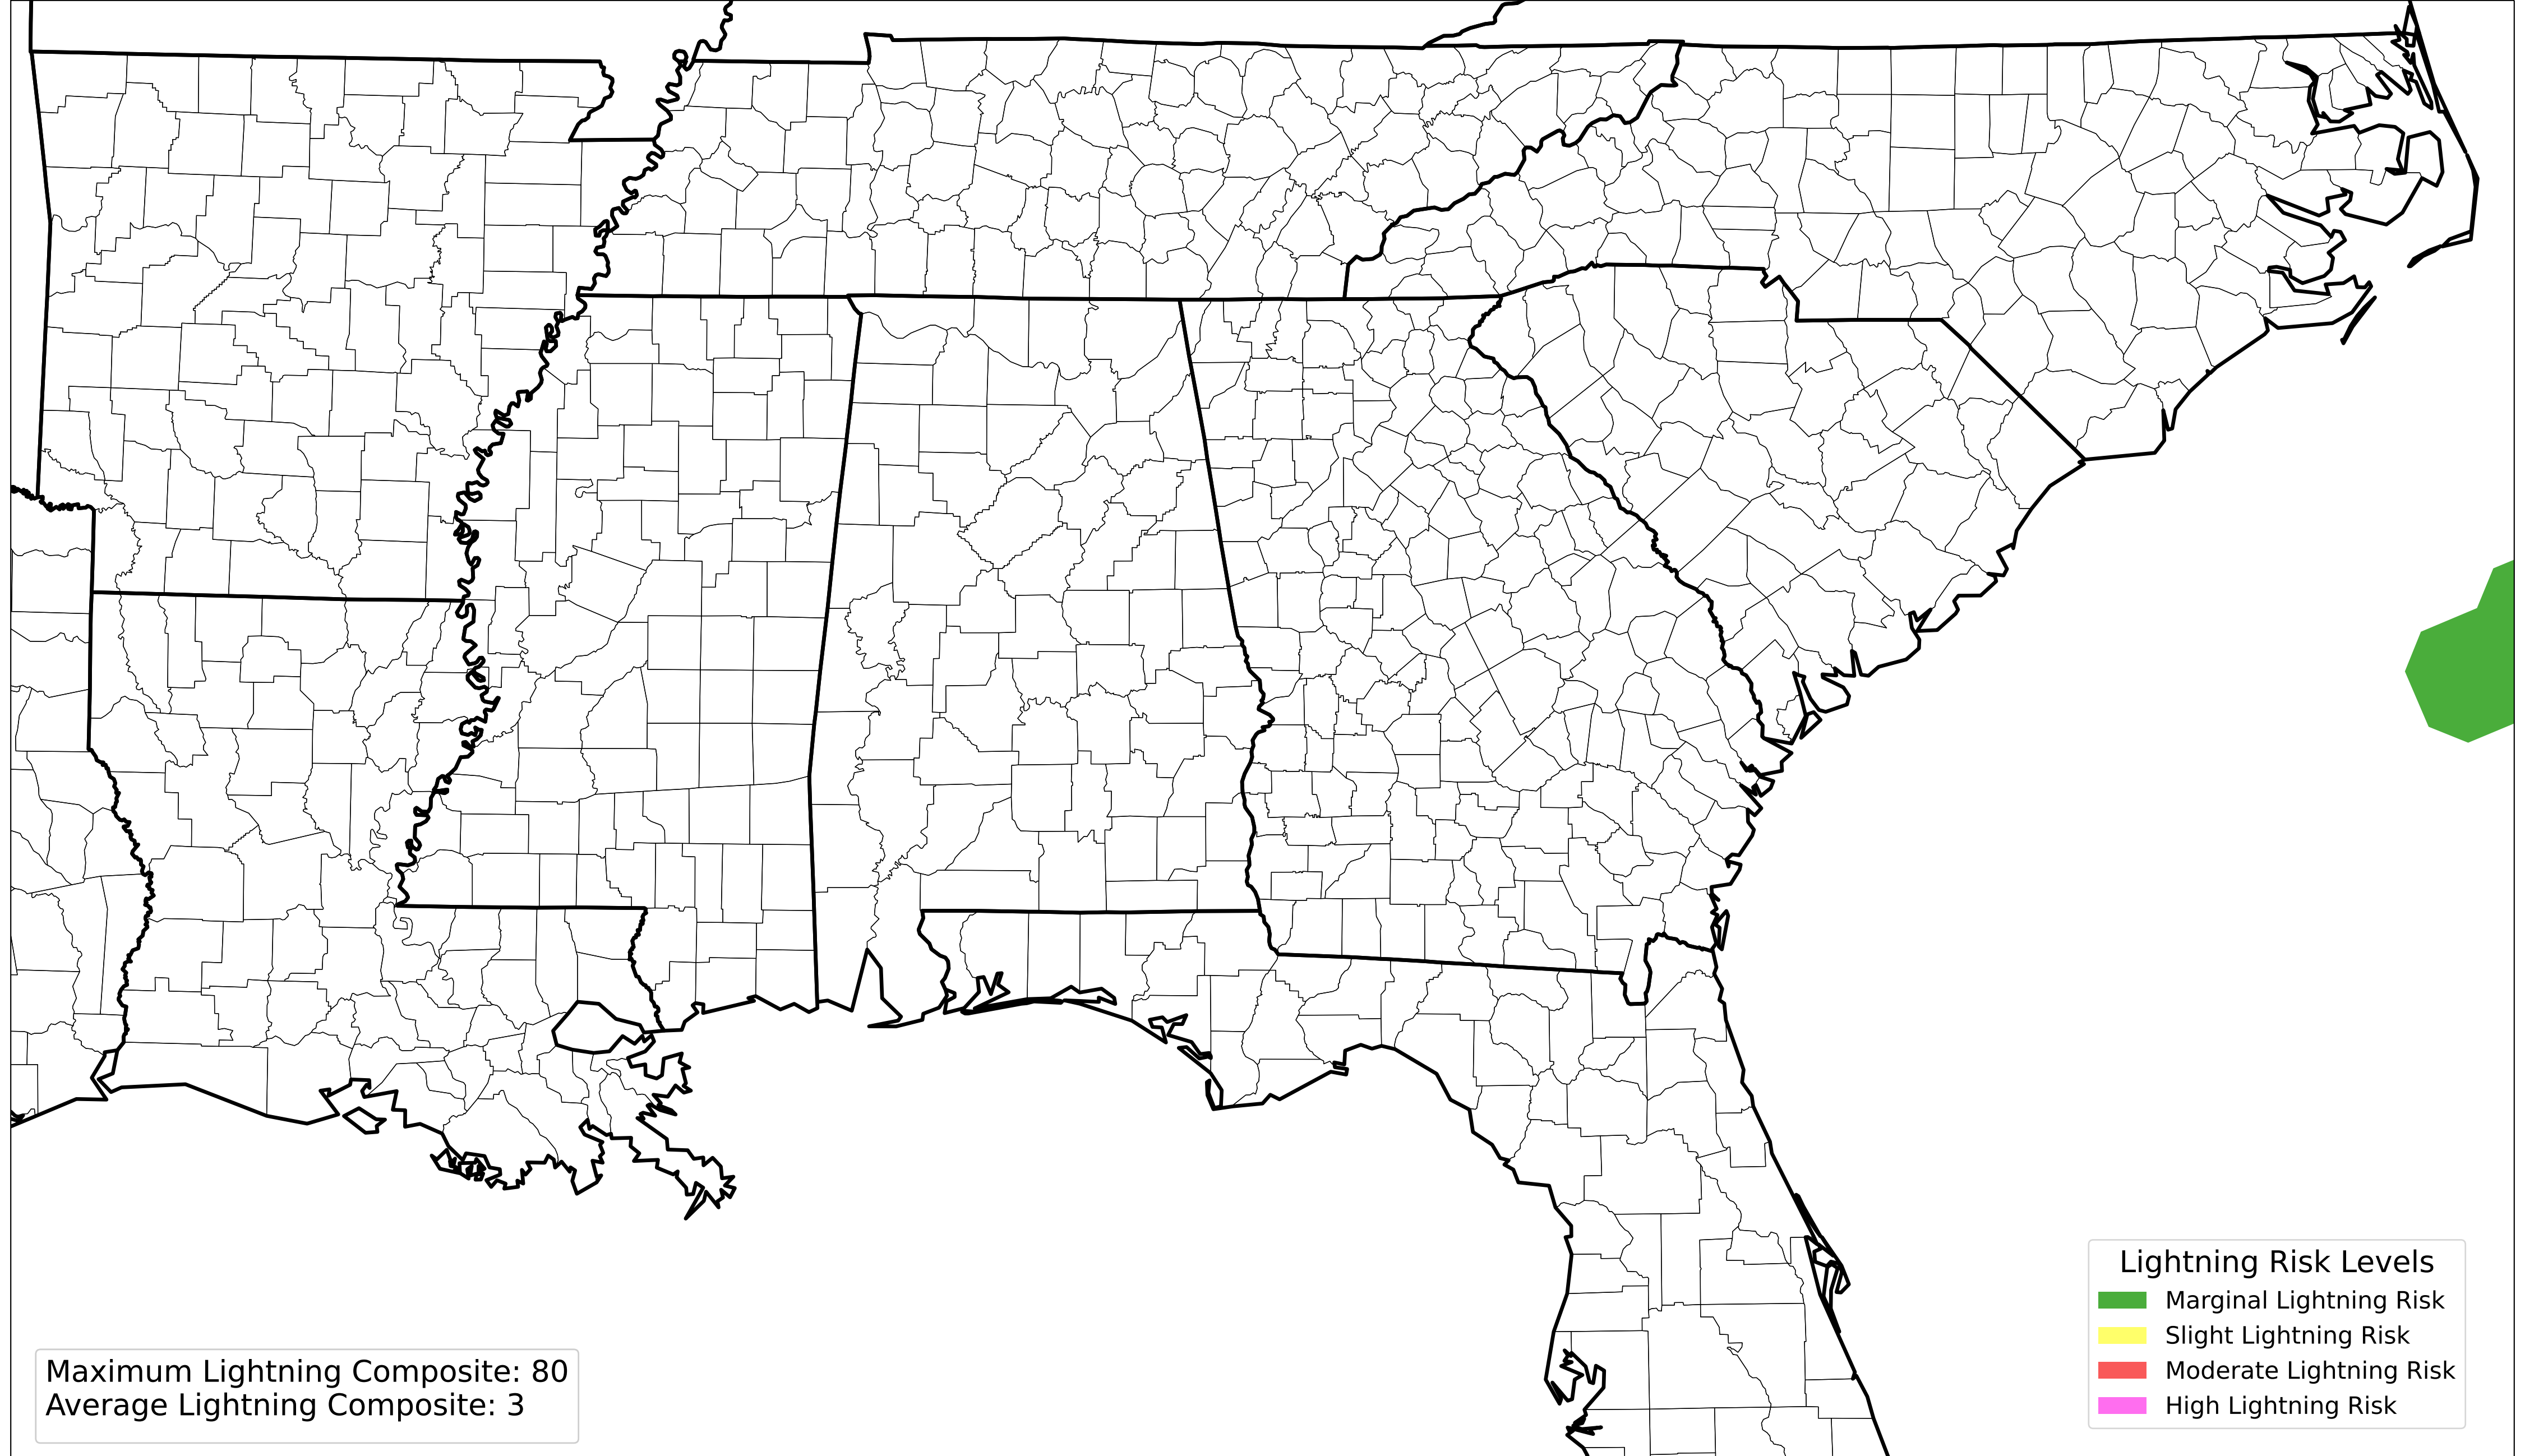 Maximum Lightning Composite: 80
Average Lightning Composite: 3
Lightning Risk Levels
Marginal Lightning Risk
Slight Lightning Risk
Moderate Lightning Risk
High Lightning Risk